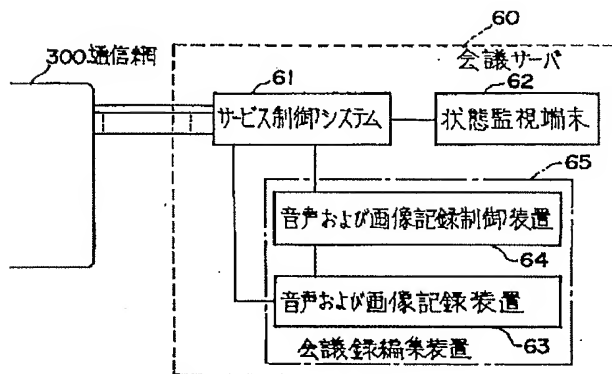 60
会議サーバ
300.通信網
61
サービス制御システム
62
状態監視端末
65
音声および画像記録制御装置
64
音声および画像記録装置
63
会議録編集装置